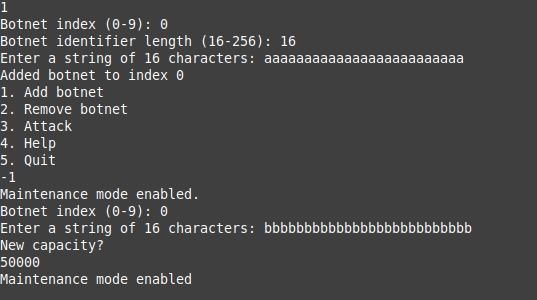 1
Botnet index (0-9): 0
Botnet identifier length (16-256): 16
Enter a string of 16 characters: aaaaaaaaaaaaaaaaaaaaaaaaa
Added botnet to index 0
1. Add botnet
2. Remove botnet
3. Attack
4. Help
5. Quit
-1
Maintenance mode enabled.
Botnet index (0-9): 0
Enter a string of 16 characters: bbbbbbbbbbbbbbbbbbbbbbbbbb
New capacity?
50000
Maintenance mode enabled